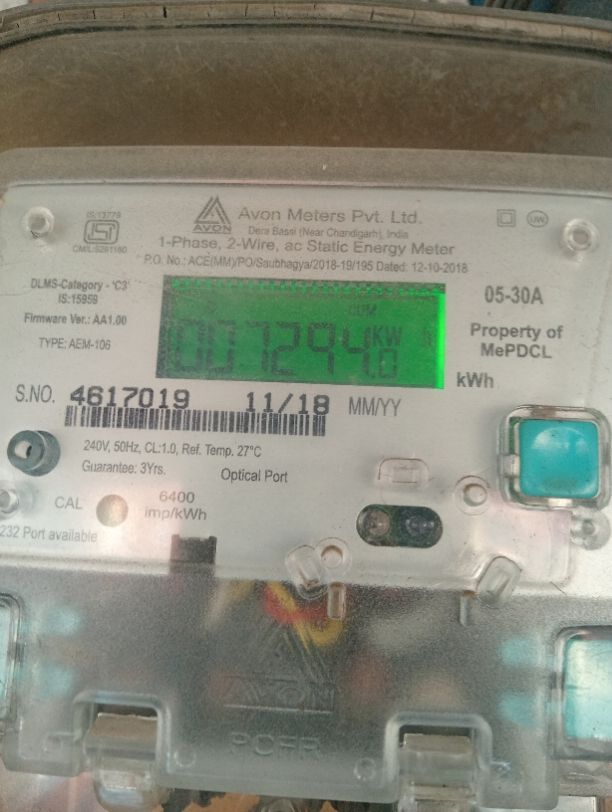 IS:13779
CM/L:5291160
AVON
Avon Meters Pvt. Ltd.
Dera Bassi (Near Chandigarh), India
1-Phase, 2-Wire, ac Static Energy Meter
P.O. No.: ACE(MM)/PO/Saubhagya/2018-19/195 Dated: 12-10-2018
DLMS-Category - 'C3'
IS:15959
Firmware Ver.: AA1.00
TYPE: AEM-106
CUM
007294.0 KW h
05-30A
Property of
MePDCL
kWh
S.NO. 4617019 11/18 MM/YY
240V, 50Hz, CL:1.0, Ref. Temp. 27°C
Guarantee: 3Yrs.
Optical Port
CAL
6400
imp/kWh
232 Port available
AVON